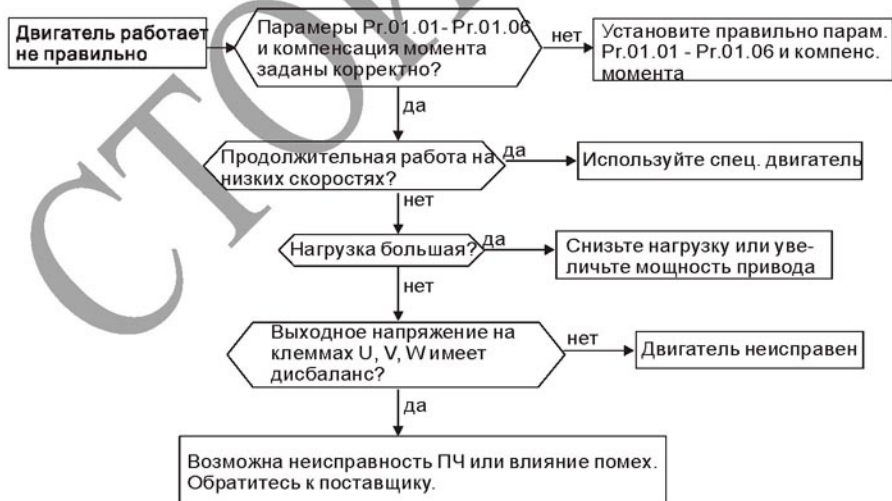 Двигатель работает
не правильно
Парамеры Pr.01.01- Pr.01.06
и компенсация момента
заданы корректно?
нет
Установите правильно парам.
Pr.01.01 - Pr.01.06 и компенс.
момента
да
Продолжительная работа на
низких скоростях?
да
Используйте спец. двигатель
нет
Нагрузка большая?
да
Снизьте нагрузку или уве-
личьте мощность привода
нет
Выходное напряжение на
клеммах U, V, W имеет
дисбаланс?
нет
Двигатель неисправен
да
Возможна неисправность ПЧ или влияние помех.
Обратитесь к поставщику.